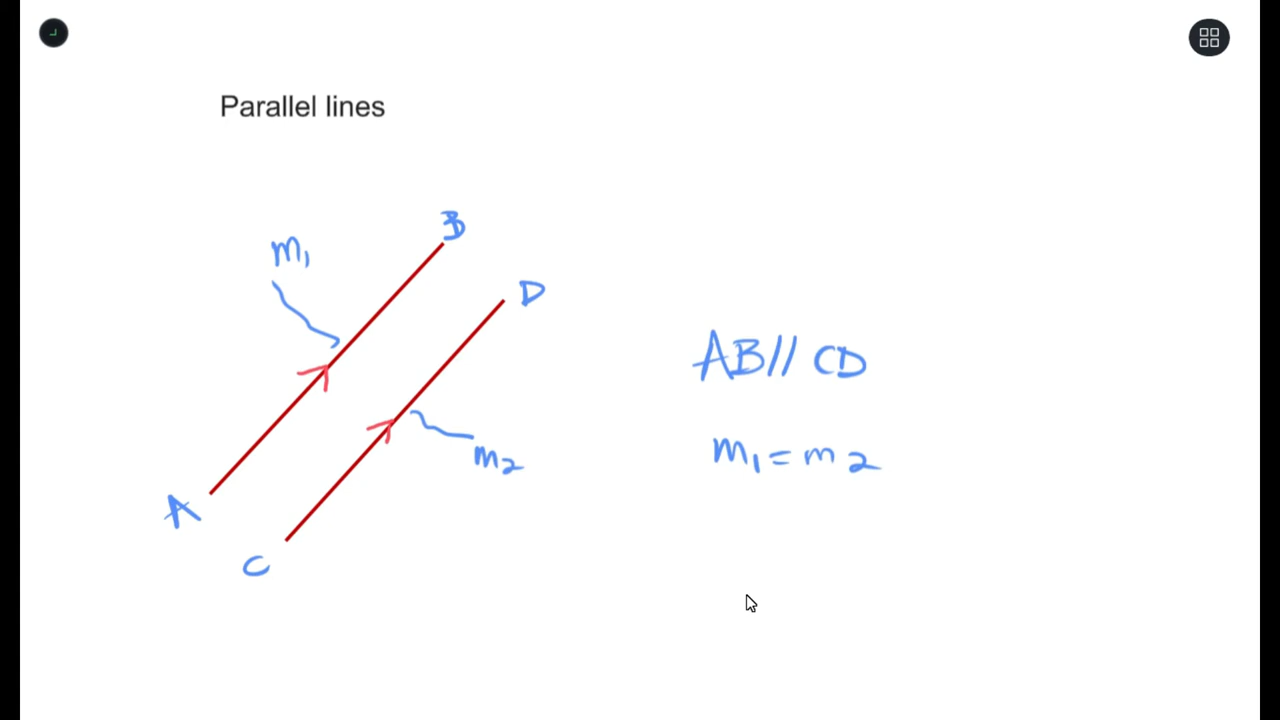 Parallel lines
B
m₁
D
AB // CD
m₁ = m₂
m₂
A
C